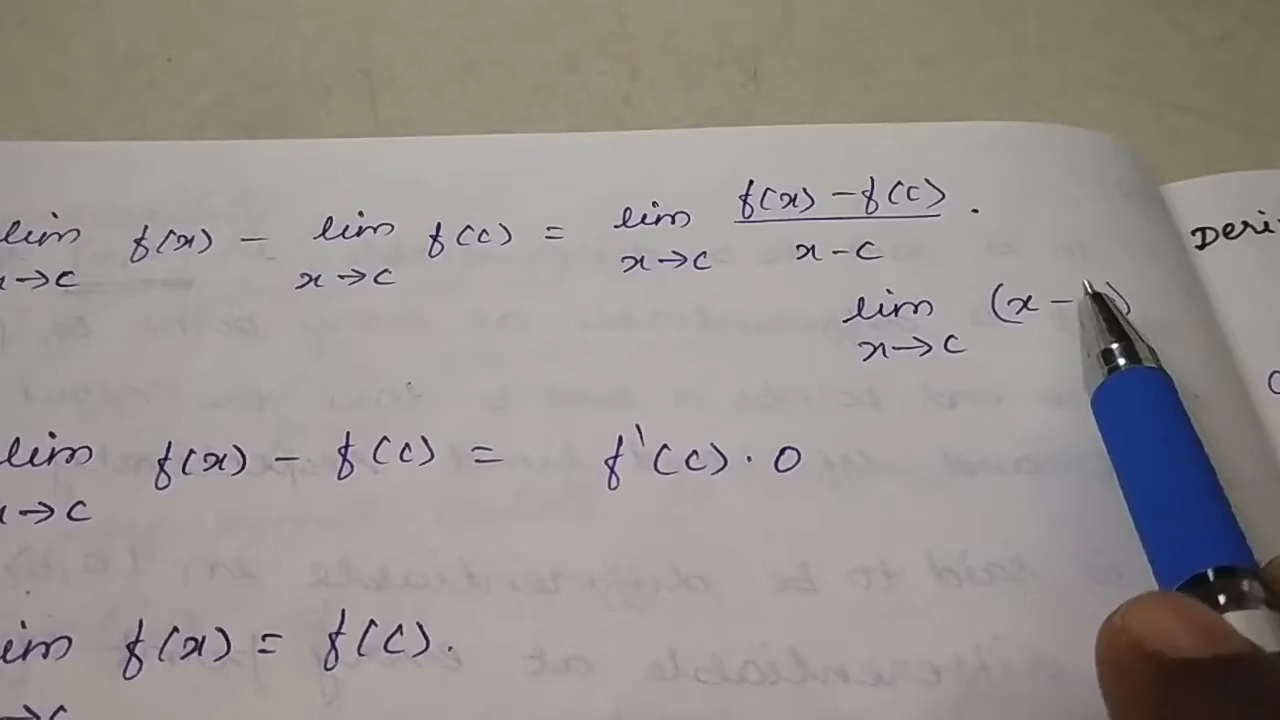 lim f(x) - lim f(c) = lim f(x) - f(c) / x - c .
x→c x→c x→c
lim (x -
x→c
lim f(x) - f(c) = f'(c) . 0
x→c
lim f(x) = f(c).
Deri